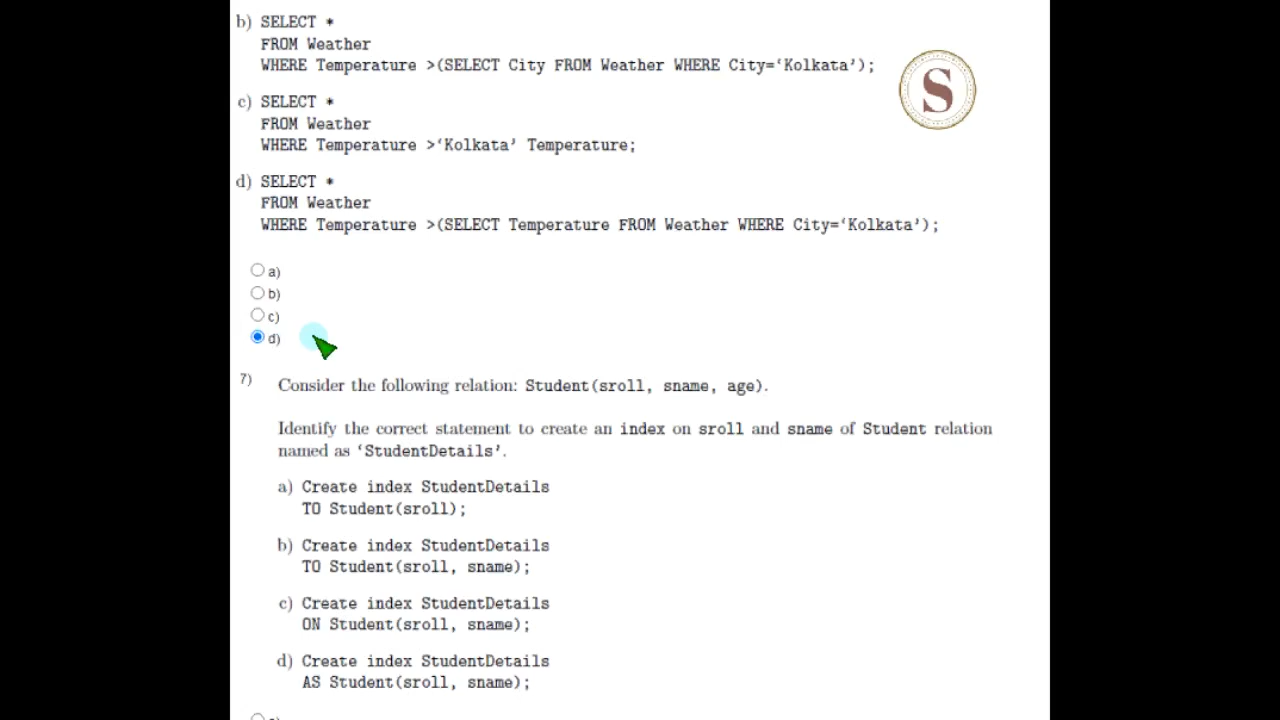 b) SELECT *
FROM Weather
WHERE Temperature >(SELECT City FROM Weather WHERE City=‘Kolkata’);
S
c) SELECT *
FROM Weather
WHERE Temperature >‘Kolkata’ Temperature;
d) SELECT *
FROM Weather
WHERE Temperature >(SELECT Temperature FROM Weather WHERE City=‘Kolkata’);
a)
b)
c)
d)
7) Consider the following relation: Student(sroll, sname, age).
Identify the correct statement to create an index on sroll and sname of Student relation
named as ‘StudentDetails’.
a) Create index StudentDetails
TO Student(sroll);
b) Create index StudentDetails
TO Student(sroll, sname);
c) Create index StudentDetails
ON Student(sroll, sname);
d) Create index StudentDetails
AS Student(sroll, sname);